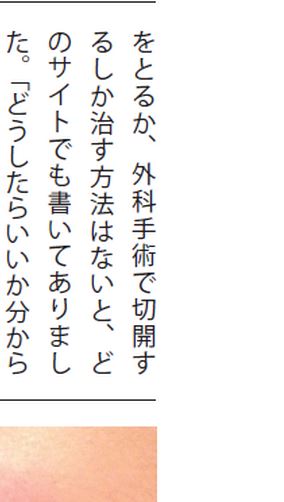 をとるか、外科手術で切開す
るしか治す方法はないと、ど
のサイトでも書いてありまし
た。「どうしたらいいか分から